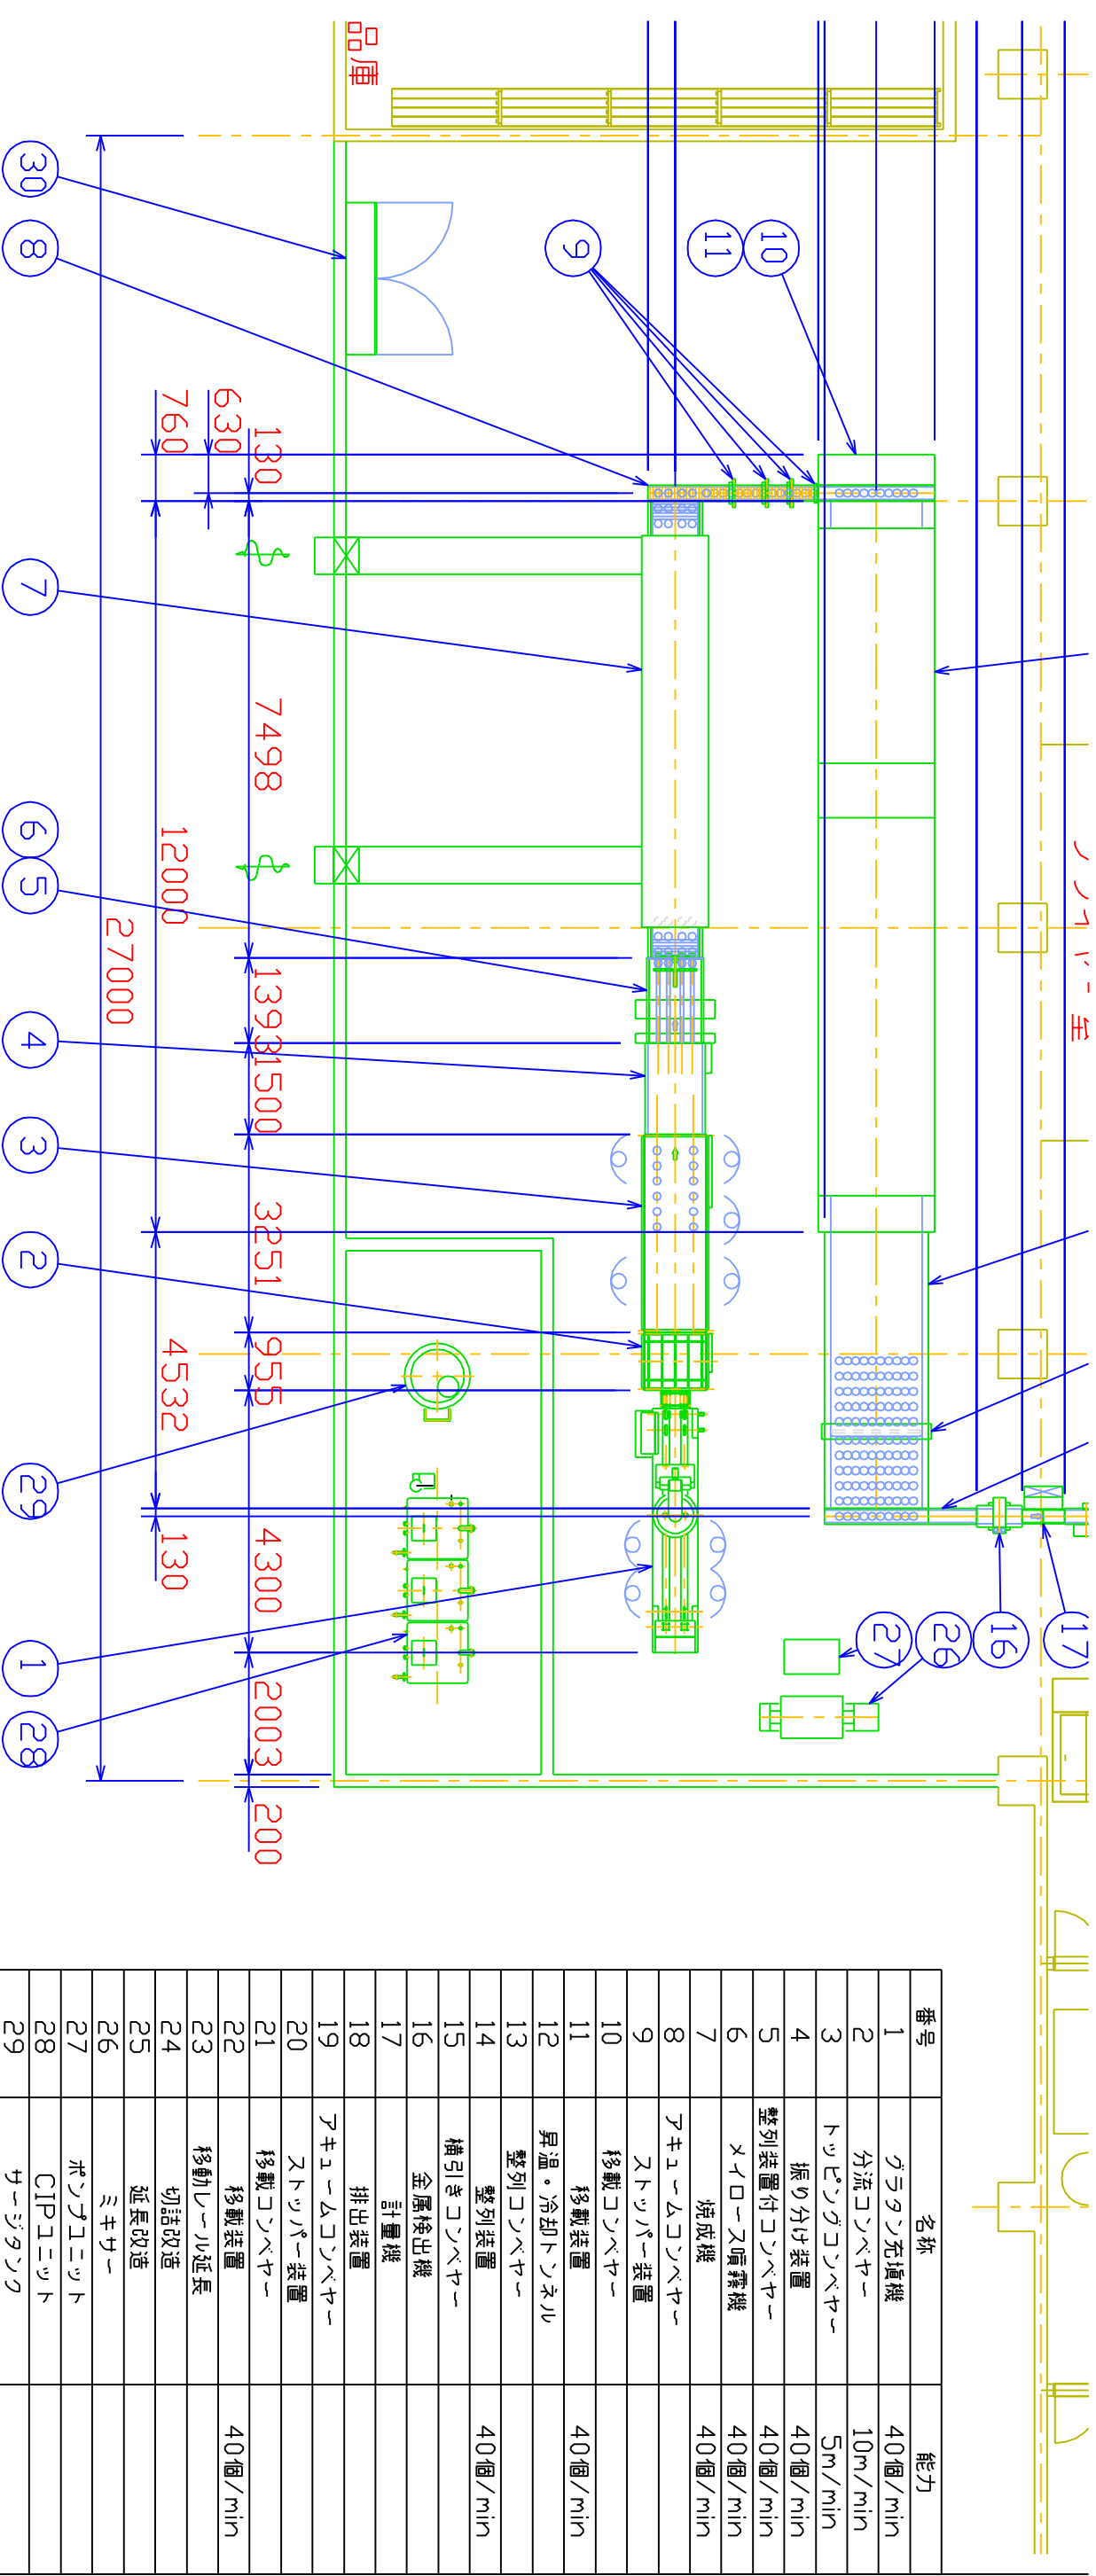 品庫
30
8
9
11
10
7
6
5
4
3
2
29
1
28
27
26
16
17
630
760
130
7498
12000
27000
1393
1500
3251
955
4532
4300
130
2003
200
番号 名称 能力
1 グラタン充填機 40個/min
2 分流コンベヤー 10m/min
3 トッピングコンベヤー 5m/min
4 振り分け装置 40個/min
5 整列装置付コンベヤー 40個/min
6 メイロース噴霧機 40個/min
7 焼成機 40個/min
8 アキュームコンベヤー
9 ストッパー装置
10 移載コンベヤー
11 移載装置 40個/min
12 昇温・冷却トンネル
13 整列コンベヤー
14 整列装置 40個/min
15 横引きコンベヤー
16 金属検出機
17 計量機
18 排出装置
19 アキュームコンベヤー
20 ストッパー装置
21 移載コンベヤー
22 移載装置 40個/min
23 移動レール延長
24 切詰改造
25 延長改造
26 ミキサー
27 ポンプユニット
28 CIPユニット
29 サージタンク